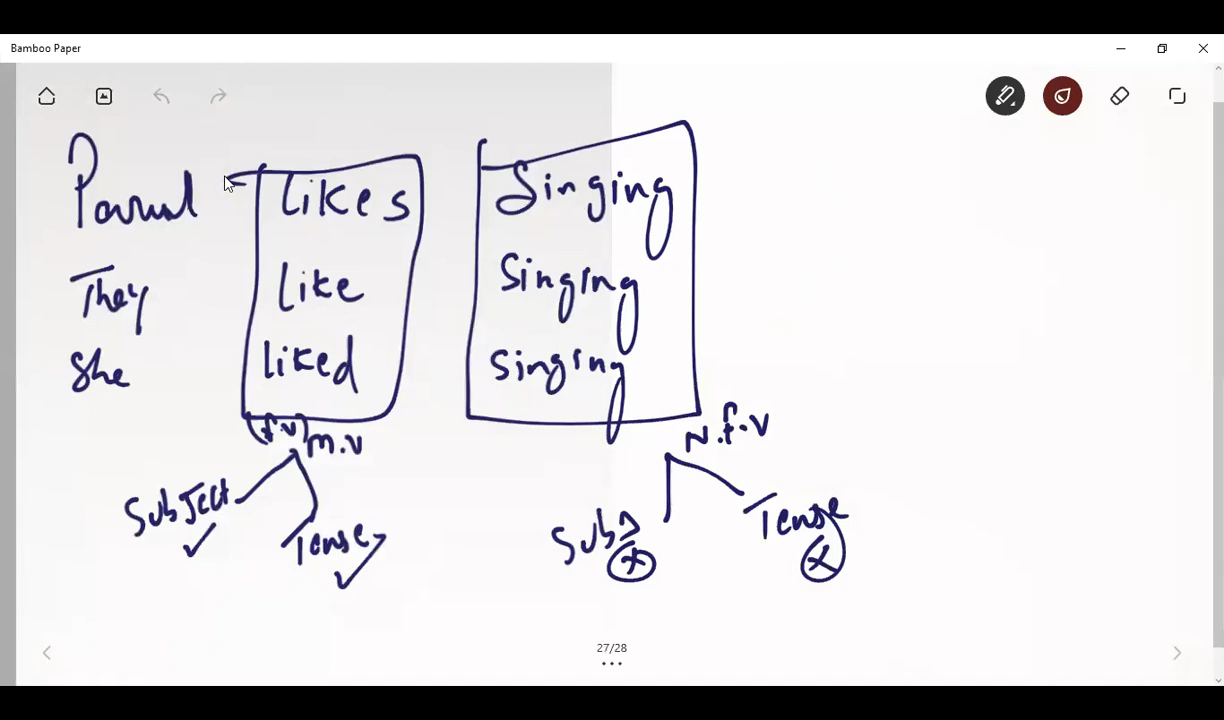 Bamboo Paper
Parul likes Singing
They like Singing
She liked singing
(f.v) M.V
N.f.V
Subject
Tense
Sub
Tense
27/28